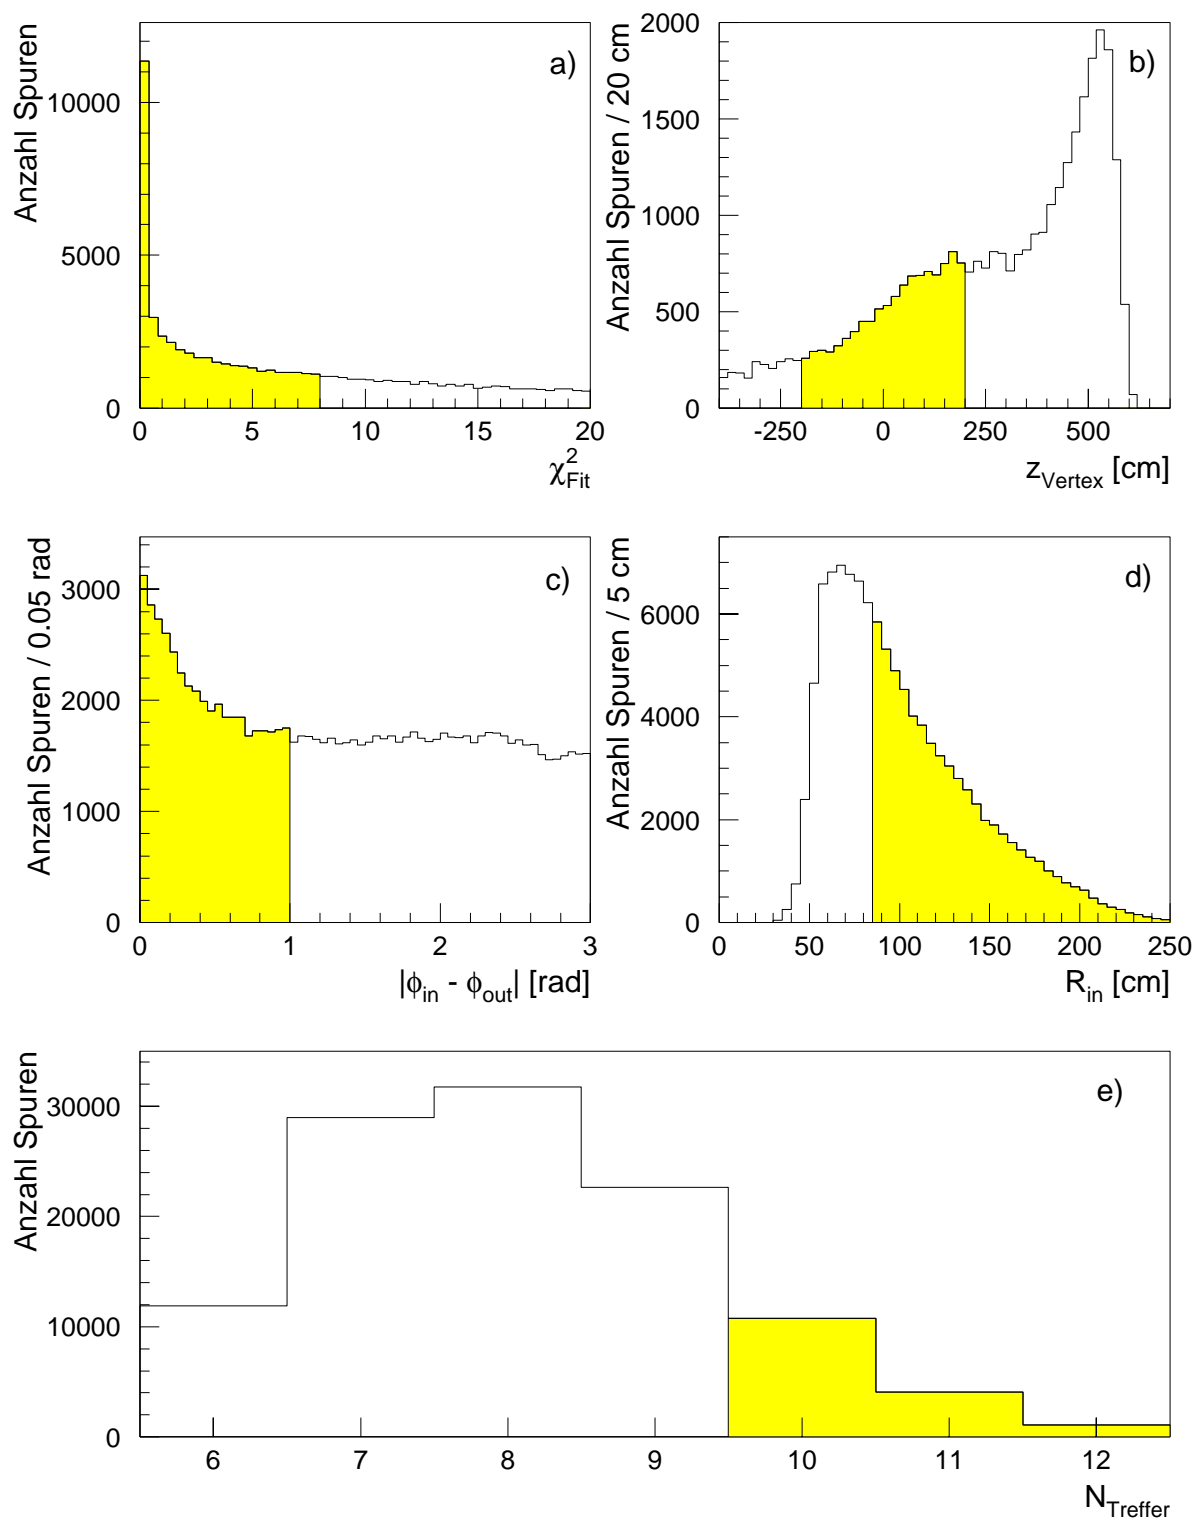 Anzahl Spuren
10000
5000
0
a)
0 5 10 15 20
χ²Fit
Anzahl Spuren / 20 cm
2000
1500
1000
500
0
b)
-250 0 250 500
zVertex [cm]
Anzahl Spuren / 0.05 rad
3000
2000
1000
0
c)
0 1 2 3
|ϕin - ϕout| [rad]
Anzahl Spuren / 5 cm
6000
4000
2000
0
d)
0 50 100 150 200 250
Rin [cm]
Anzahl Spuren
30000
20000
10000
0
e)
6 7 8 9 10 11 12
NTreffer